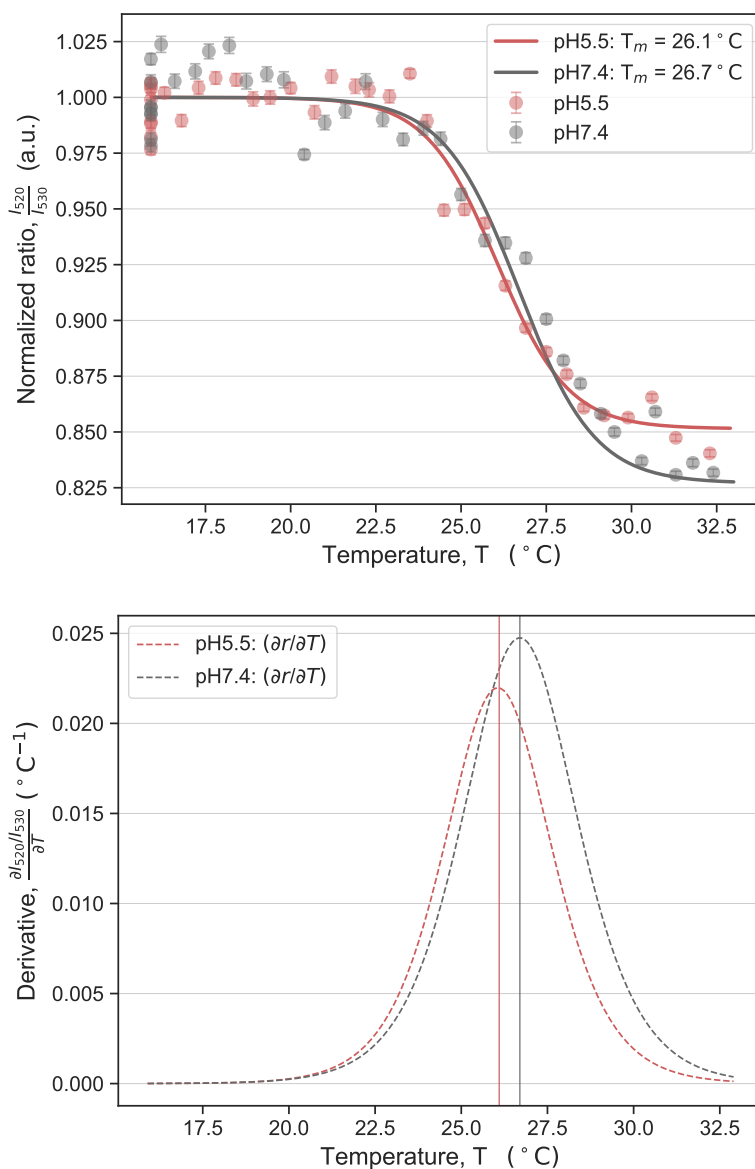 1.025
1.000
0.975
0.950
0.925
0.900
0.875
0.850
0.825
Normalized ratio, I520/I530 (a.u.)
pH5.5: Tm = 26.1°C
pH7.4: Tm = 26.7°C
pH5.5
pH7.4
17.5 20.0 22.5 25.0 27.5 30.0 32.5
Temperature, T (°C)
0.025
0.020
0.015
0.010
0.005
0.000
Derivative, ∂I520/I530/∂T (°C−1)
pH5.5: (∂r/∂T)
pH7.4: (∂r/∂T)
17.5 20.0 22.5 25.0 27.5 30.0 32.5
Temperature, T (°C)